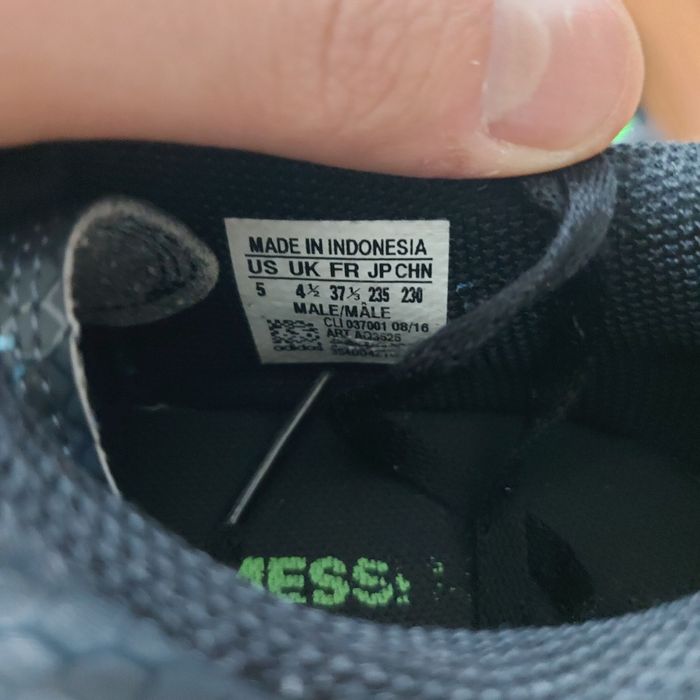 MADE IN INDONESIA
US UK FR JP CHN
5 4½ 37⅓ 235 230
MALE/MÂLE
CLI 037001 08/16
ART AQ3526
adidas
MESSI